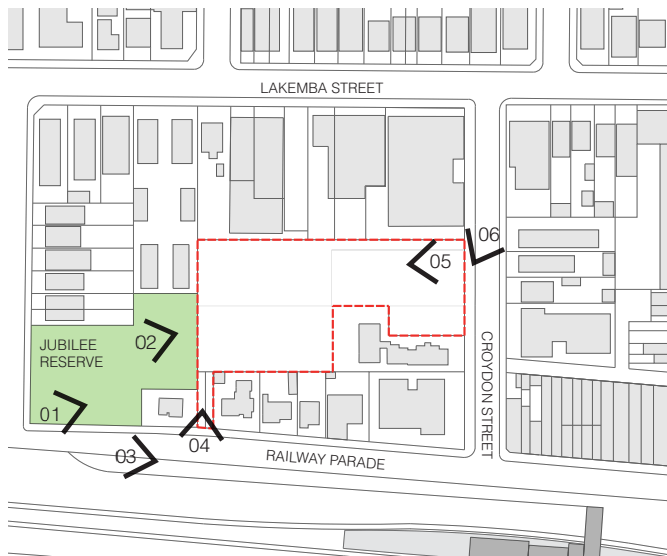 LAKEMBA STREET
06
05
02
JUBILEE
RESERVE
CROYDON STREET
01
04
03
RAILWAY PARADE